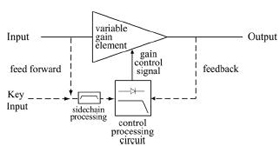 variable
gain
element
Input
Output
gain
control
signal
feed forward
feedback
Key
Input
sidechain
processing
control
processing
circuit